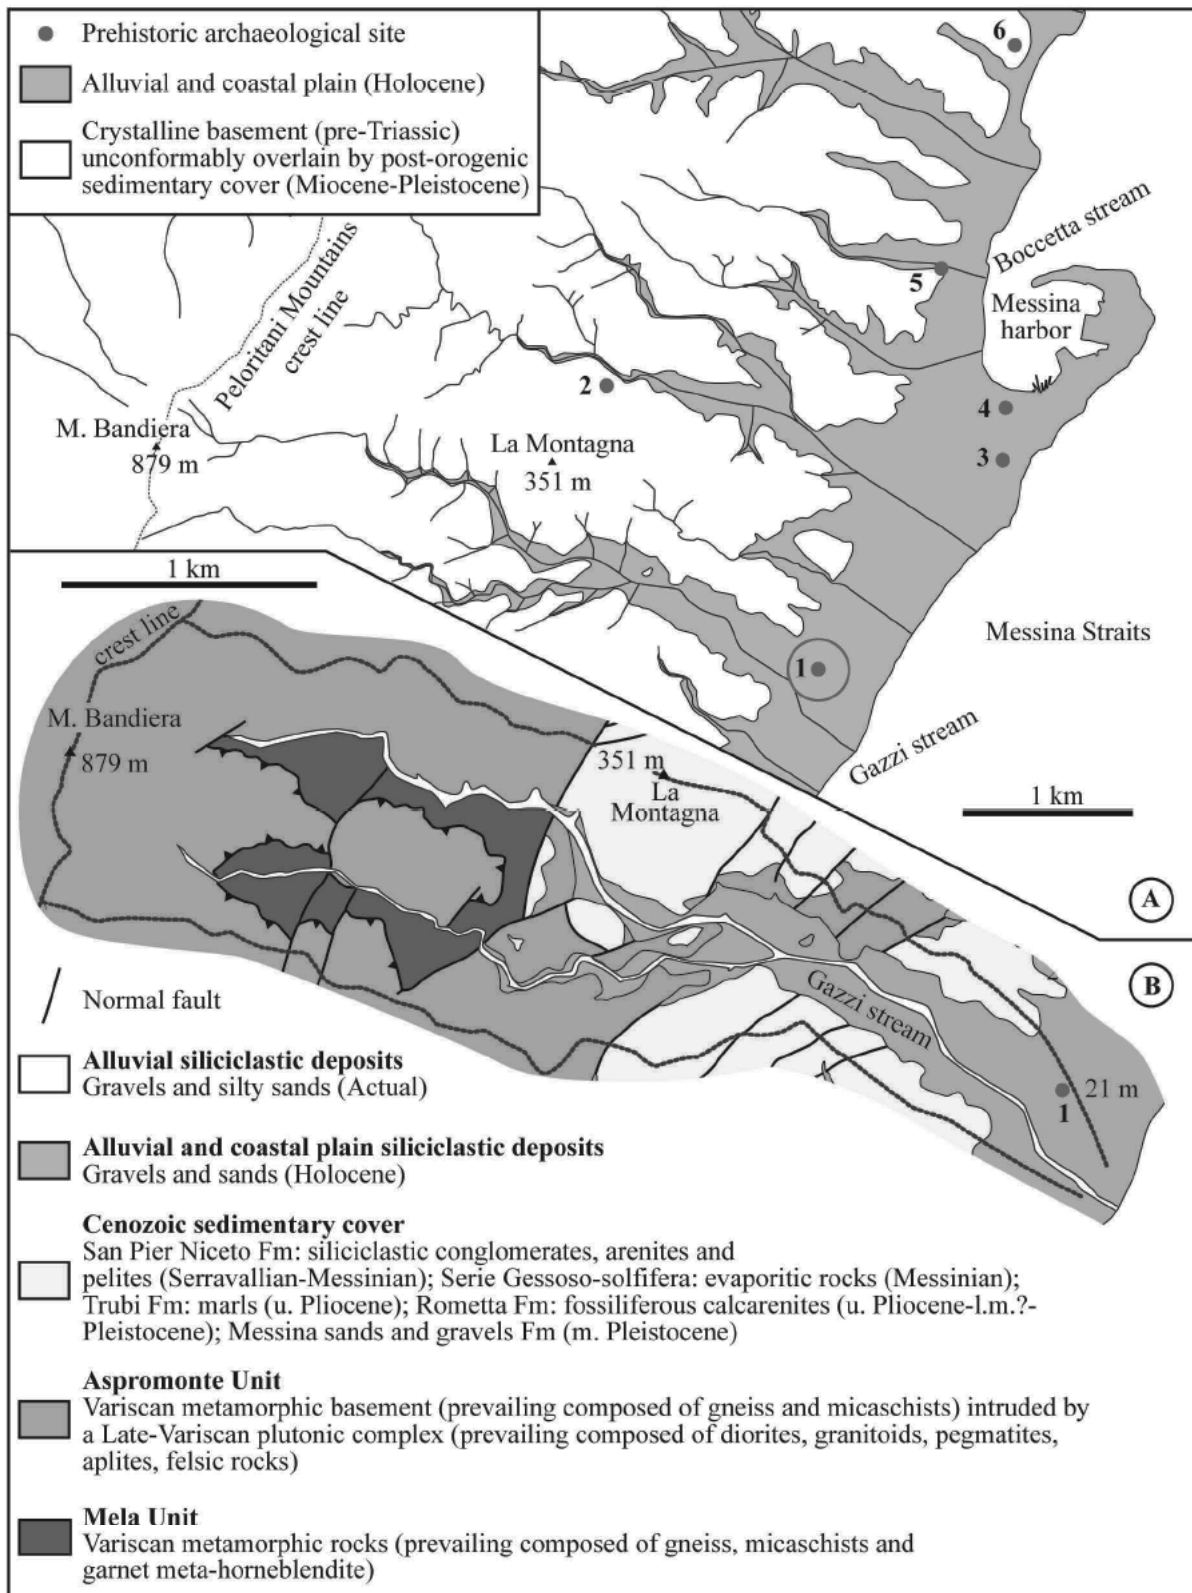 Prehistoric archaeological site
Alluvial and coastal plain (Holocene)
Crystalline basement (pre-Triassic)
unconformably overlain by post-orogenic
sedimentary cover (Miocene-Pleistocene)
6
Boccetta stream
5
Messina
harbor
Peloritani Mountains
crest line
2
4
M. Bandiera
879 m
La Montagna
351 m
3
1 km
Messina Straits
1
Gazzi stream
1 km
A
crest line
M. Bandiera
879 m
351 m
La
Montagna
B
Gazzi stream
21 m
1
Normal fault
Alluvial siliciclastic deposits
Gravels and silty sands (Actual)
Alluvial and coastal plain siliciclastic deposits
Gravels and sands (Holocene)
Cenozoic sedimentary cover
San Pier Niceto Fm: siliciclastic conglomerates, arenites and
pelites (Serravallian-Messinian); Serie Gessoso-solfifera: evaporitic rocks (Messinian);
Trubi Fm: marls (u. Pliocene); Rometta Fm: fossiliferous calcarenites (u. Pliocene-l.m.?-
Pleistocene); Messina sands and gravels Fm (m. Pleistocene)
Aspromonte Unit
Variscan metamorphic basement (prevailing composed of gneiss and micaschists) intruded by
a Late-Variscan plutonic complex (prevailing composed of diorites, granitoids, pegmatites,
aplites, felsic rocks)
Mela Unit
Variscan metamorphic rocks (prevailing composed of gneiss, micaschists and
garnet meta-horneblendite)